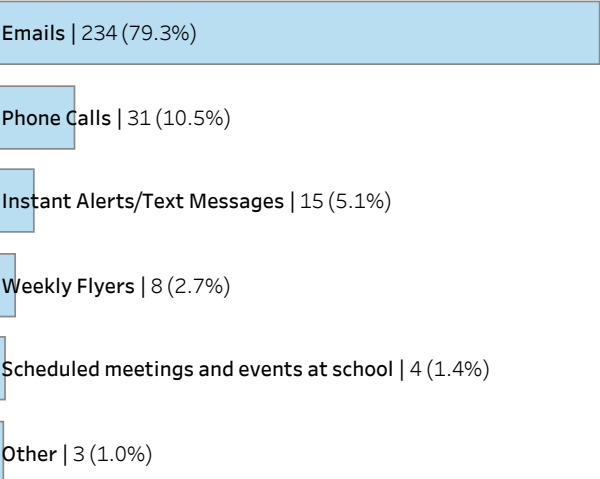 Emails | 234 (79.3%)
Phone Calls | 31 (10.5%)
Instant Alerts/Text Messages | 15 (5.1%)
Weekly Flyers | 8 (2.7%)
Scheduled meetings and events at school | 4 (1.4%)
Other | 3 (1.0%)